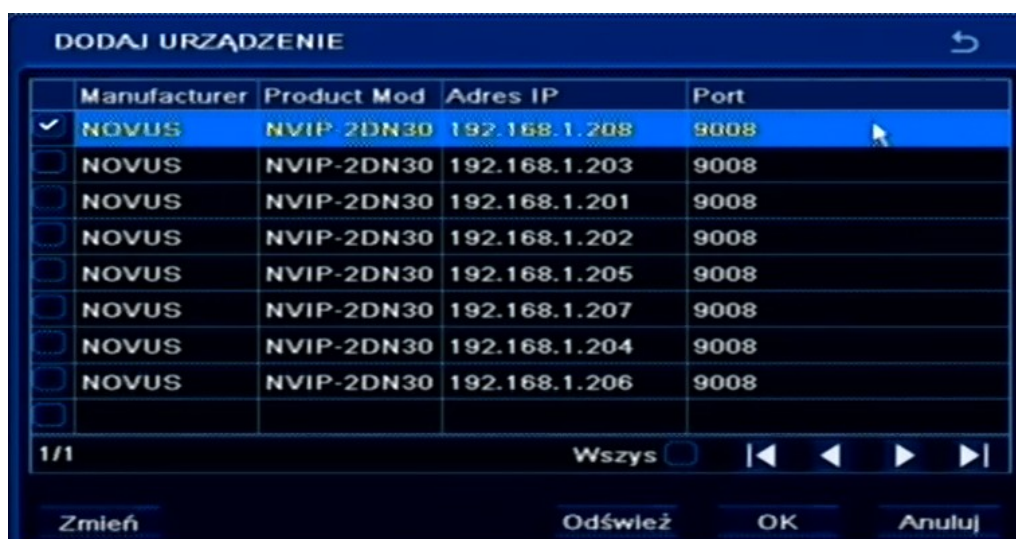 DODAJ URZĄDZENIE
Manufacturer Product Mod Adres IP Port
NOVUS NVIP-2DN30 192.168.1.208 9008
NOVUS NVIP-2DN30 192.168.1.203 9008
NOVUS NVIP-2DN30 192.168.1.201 9008
NOVUS NVIP-2DN30 192.168.1.202 9008
NOVUS NVIP-2DN30 192.168.1.205 9008
NOVUS NVIP-2DN30 192.168.1.207 9008
NOVUS NVIP-2DN30 192.168.1.204 9008
NOVUS NVIP-2DN30 192.168.1.206 9008
1/1 Wszys
Zmień Odśwież OK Anuluj